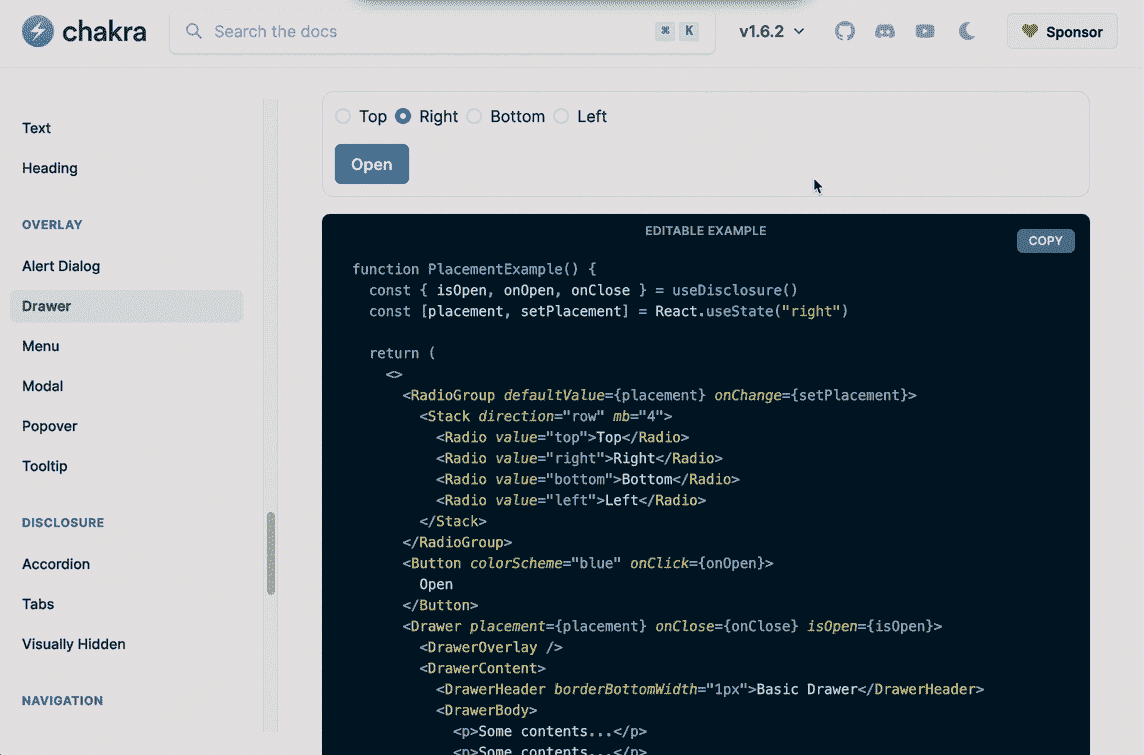 chakra
Search the docs
⌘ K
v1.6.2
Sponsor
Text
Heading
OVERLAY
Alert Dialog
Drawer
Menu
Modal
Popover
Tooltip
DISCLOSURE
Accordion
Tabs
Visually Hidden
NAVIGATION
Top Right Bottom Left
Open
EDITABLE EXAMPLE
COPY
function PlacementExample() {
  const { isOpen, onOpen, onClose } = useDisclosure()
  const [placement, setPlacement] = React.useState("right")
  return (
    <>
      <RadioGroup defaultValue={placement} onChange={setPlacement}>
        <Stack direction="row" mb="4">
          <Radio value="top">Top</Radio>
          <Radio value="right">Right</Radio>
          <Radio value="bottom">Bottom</Radio>
          <Radio value="left">Left</Radio>
        </Stack>
      </RadioGroup>
      <Button colorScheme="blue" onClick={onOpen}>
        Open
      </Button>
      <Drawer placement={placement} onClose={onClose} isOpen={isOpen}>
        <DrawerOverlay />
        <DrawerContent>
          <DrawerHeader borderBottomWidth="1px">Basic Drawer</DrawerHeader>
          <DrawerBody>
            <p>Some contents...</p>
            <p>Some contents...</p>